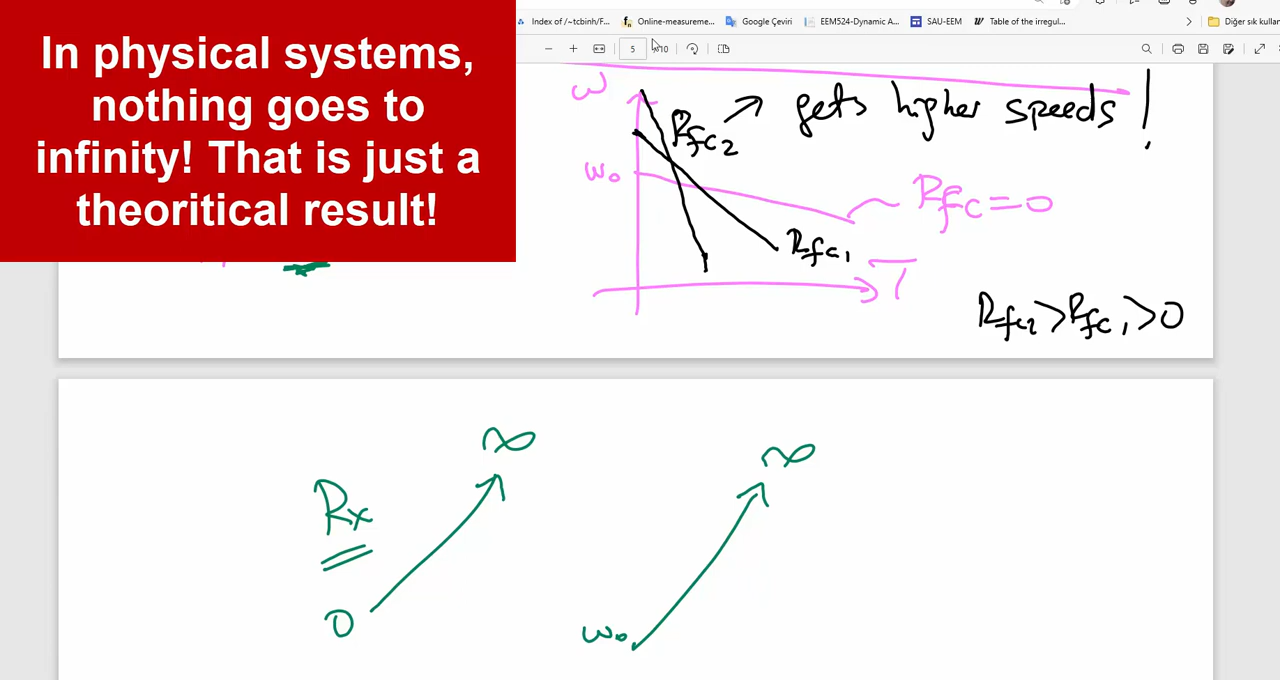 In physical systems,
nothing goes to
infinity! That is just a
theoritical result!
Index of /~tcbinh/F...
Online-measureme...
Google Çeviri
EEM524-Dynamic A...
SAU-EEM
Table of the irregul...
Diğer sık kullan
5
/10
ω
Rfc2 → gets higher speeds!
ω0
Rfc=0
Rfc1
T
Rfc2>Rfc1>0
∞
∞
Rx
0
ω0